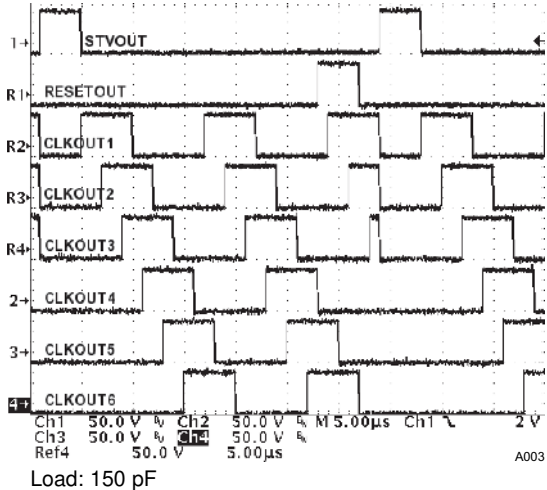 1→ STVOUT
R1 RESETOUT
R2 CLKOUT1
R3 CLKOUT2
R4 CLKOUT3
2→ CLKOUT4
3→ CLKOUT5
4→ CLKOUT6
Ch1 50.0 V Ch2 50.0 V M 5.00µs Ch1 2 V
Ch3 50.0 V Ch4 50.0 V
Ref4 50.0 V 5.00µs
A003
Load: 150 pF